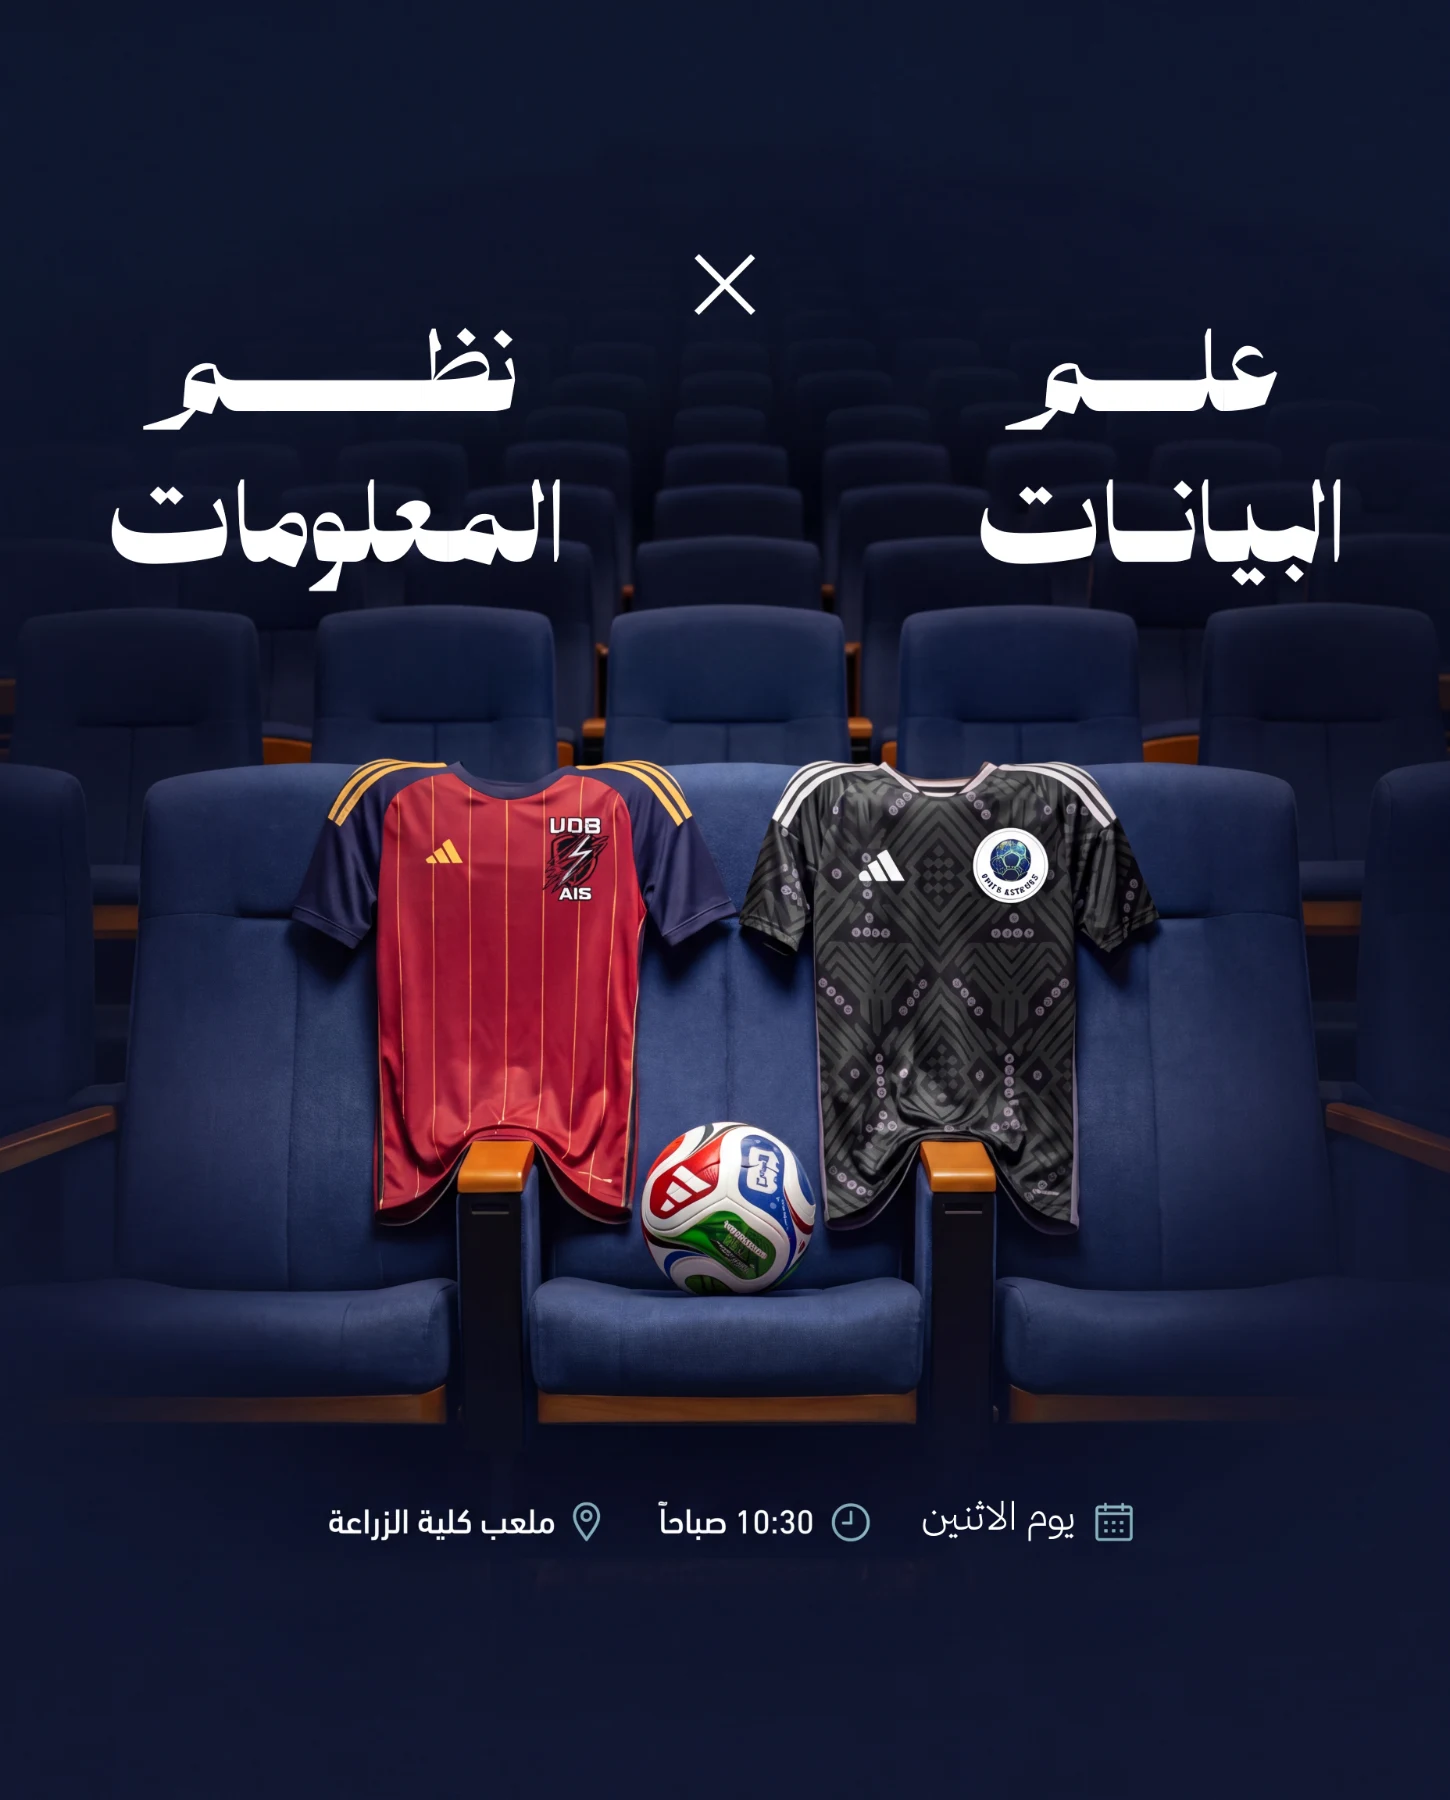 ×
علم
البيانات
نظم
المعلومات
UDB
AIS
يوم الاثنين
10:30 صباحاً
ملعب كلية الزراعة